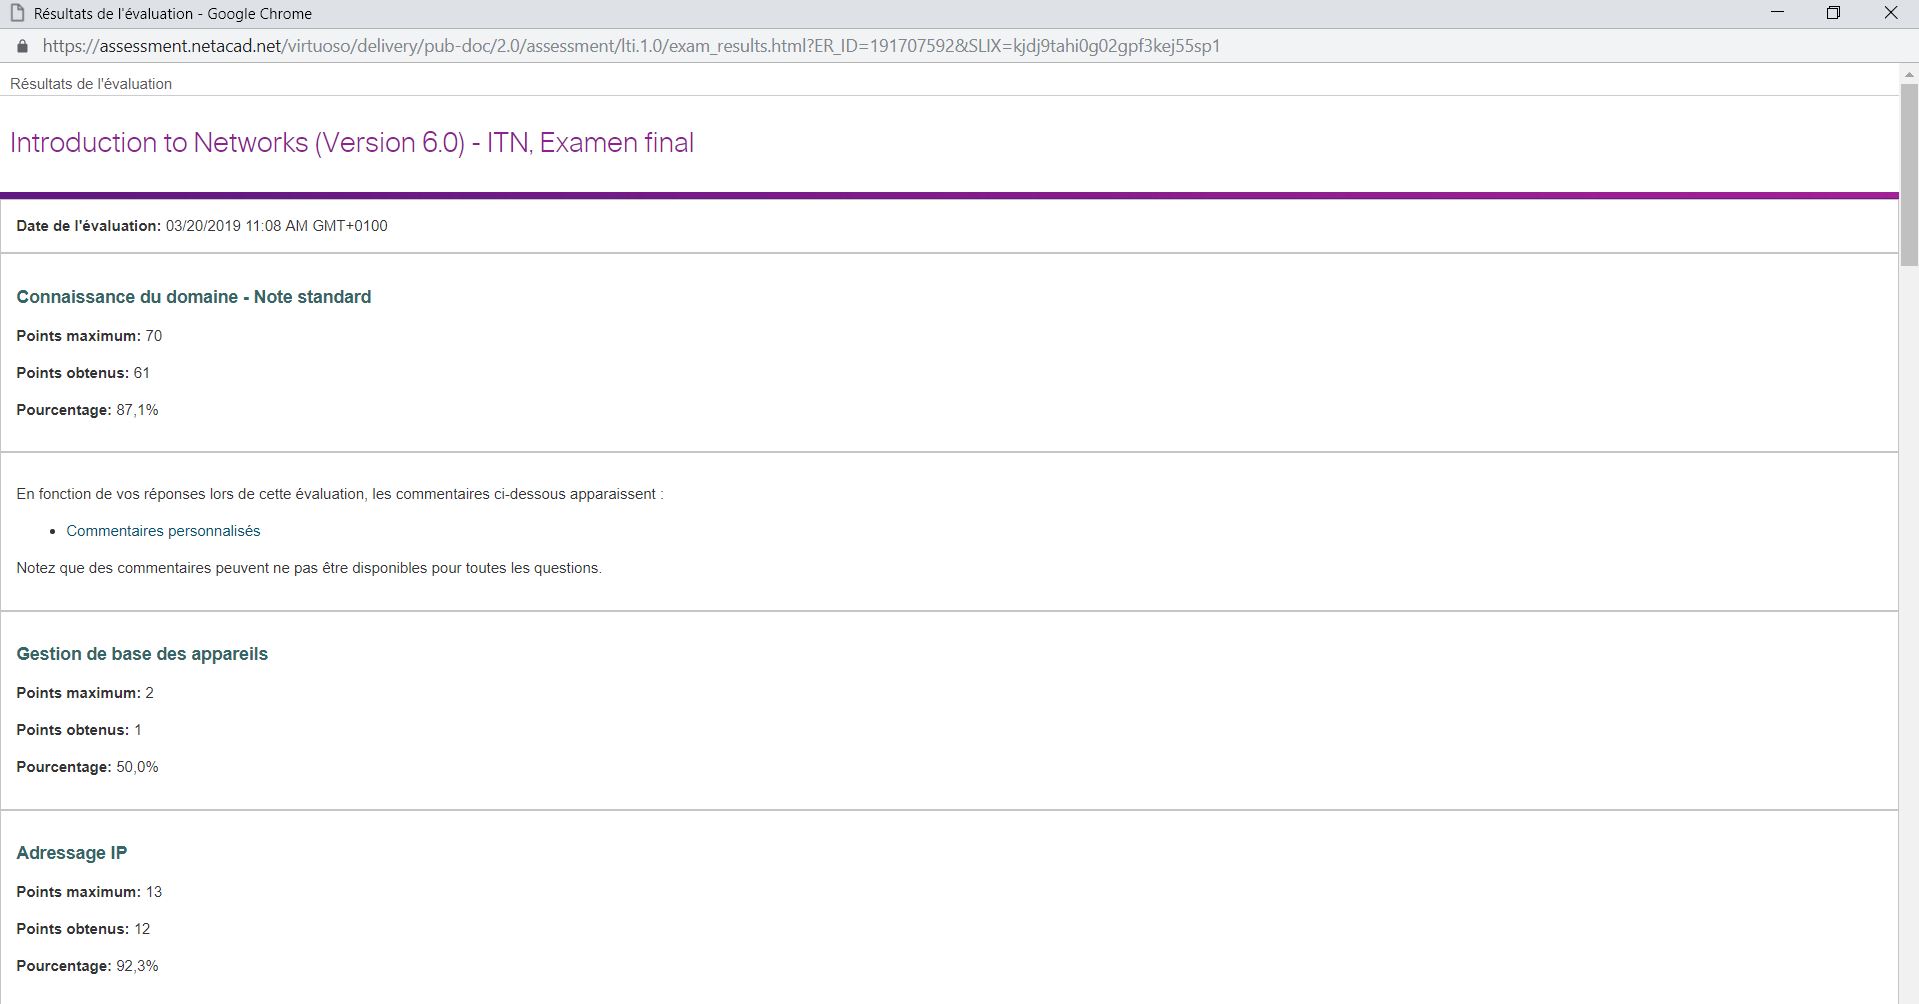 Résultats de l'évaluation - Google Chrome
https://assessment.netacad.net/virtuoso/delivery/pub-doc/2.0/assessment/lti.1.0/exam_results.html?ER_ID=191707592&SLIX=kjdj9tahi0g02gpf3kej55sp1
Résultats de l'évaluation
Introduction to Networks (Version 6.0) - ITN, Examen final
Date de l'évaluation: 03/20/2019 11:08 AM GMT+0100
Connaissance du domaine - Note standard
Points maximum: 70
Points obtenus: 61
Pourcentage: 87,1%
En fonction de vos réponses lors de cette évaluation, les commentaires ci-dessous apparaissent :
• Commentaires personnalisés
Notez que des commentaires peuvent ne pas être disponibles pour toutes les questions.
Gestion de base des appareils
Points maximum: 2
Points obtenus: 1
Pourcentage: 50,0%
Adressage IP
Points maximum: 13
Points obtenus: 12
Pourcentage: 92,3%